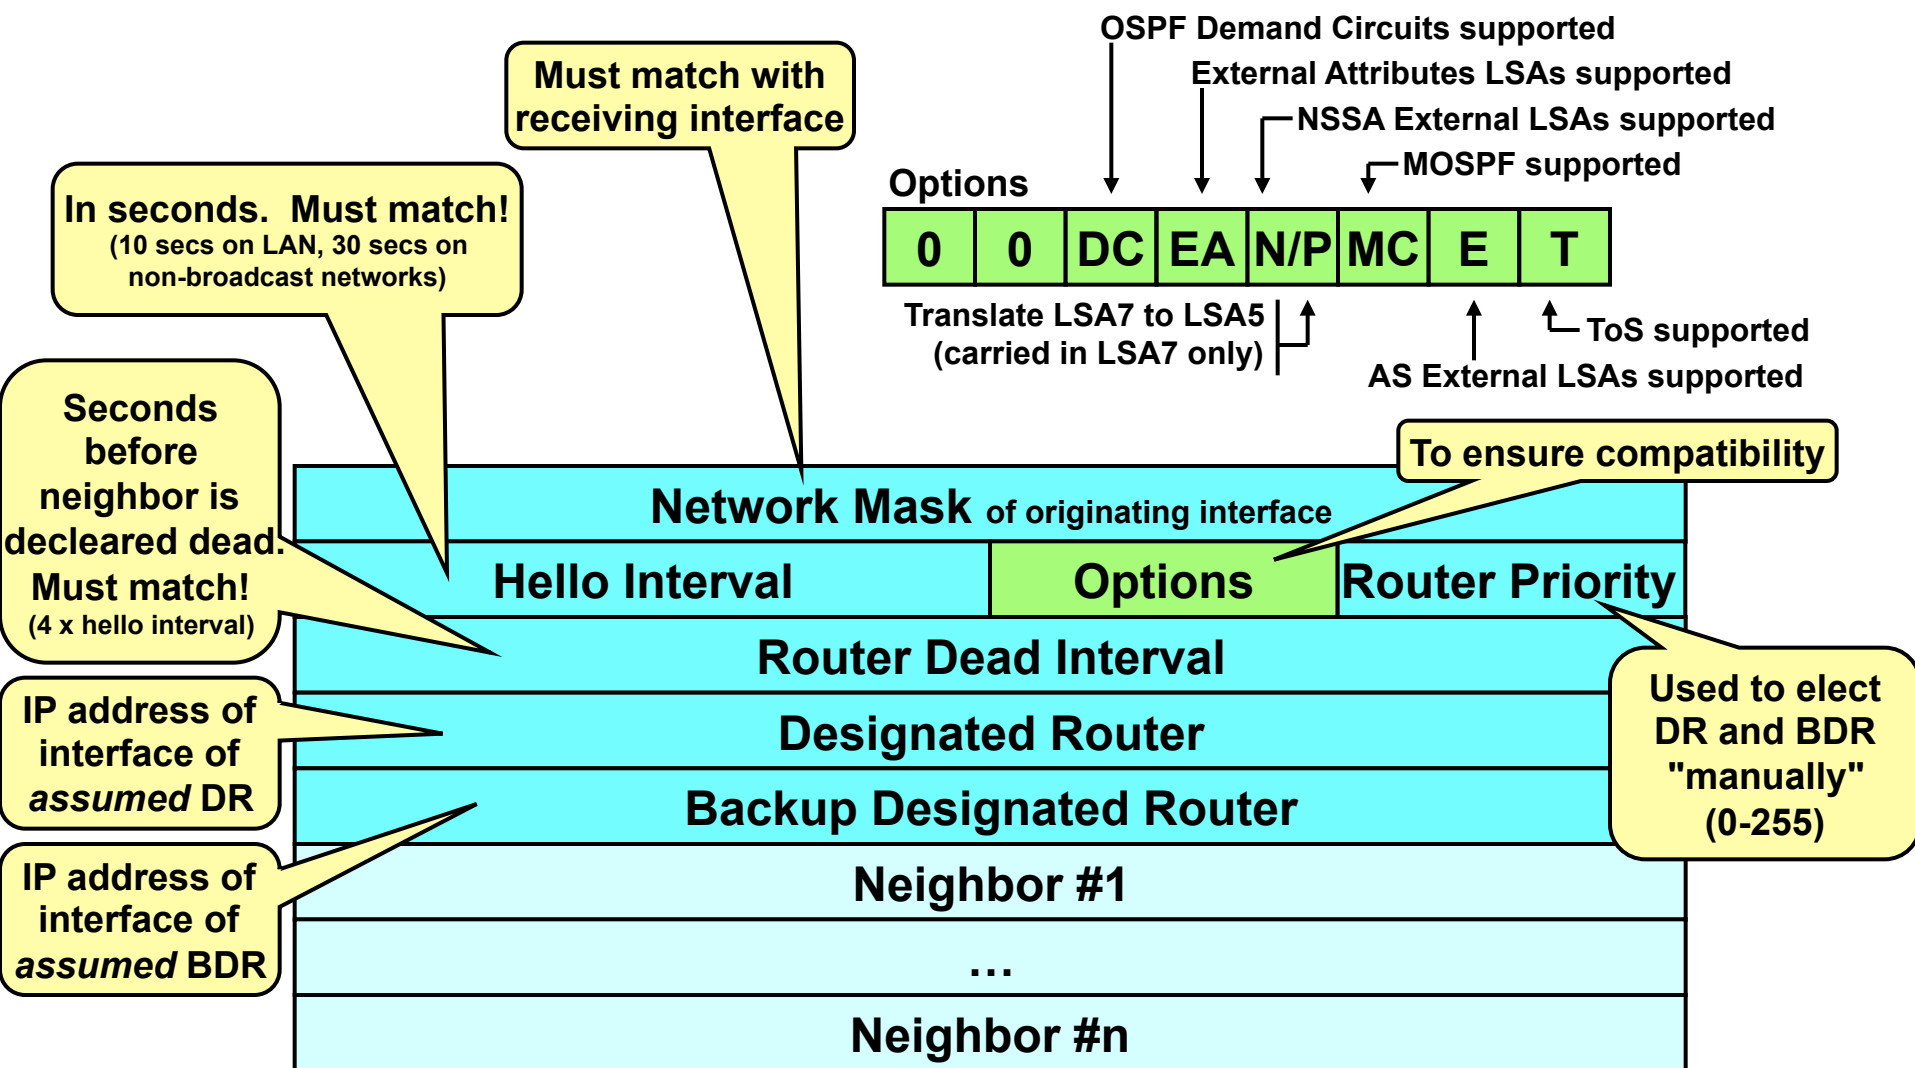 OSPF Demand Circuits supported
External Attributes LSAs supported
NSSA External LSAs supported
MOSPF supported
Must match with
receiving interface
Options
0 0 DC EA N/P MC E T
Translate LSA7 to LSA5
(carried in LSA7 only)
ToS supported
AS External LSAs supported
In seconds. Must match!
(10 secs on LAN, 30 secs on
non-broadcast networks)
Seconds
before
neighbor is
decleared dead.
Must match!
(4 x hello interval)
To ensure compatibility
Network Mask of originating interface
Hello Interval Options Router Priority
Router Dead Interval
Designated Router
Backup Designated Router
Neighbor #1
...
Neighbor #n
IP address of
interface of
assumed DR
IP address of
interface of
assumed BDR
Used to elect
DR and BDR
"manually"
(0-255)